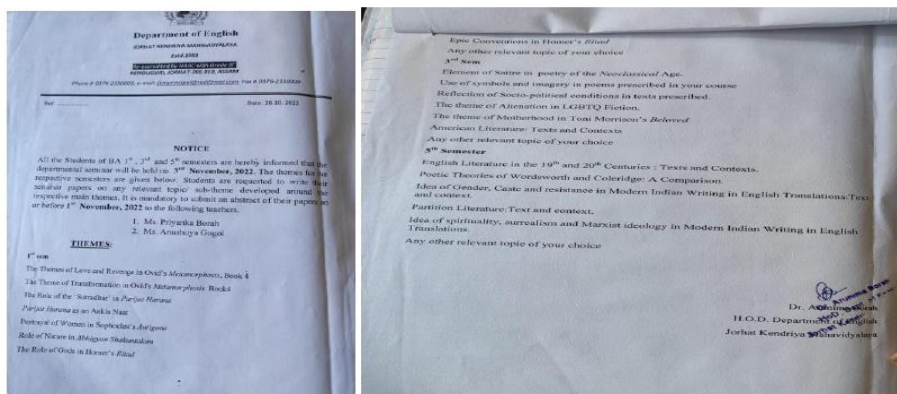 Department of English
JORHAT KENDRIYA MAHAVIDYALAYA
Estd.1981
Re-accredited by NAAC with Grade 'B'
KENDUGURI, JORHAT-785 010, ASSAM
Ref
Date: 28.10.2022
NOTICE
All the Students of BA 1st, 3rd and 5th semesters are hereby informed that the
departmental seminar will be held on 3rd November, 2022. The themes for the
respective semesters are given below. Students are requested to write their
seminar papers on any relevant topic/ sub-theme developed around the
respective main themes. It is mandatory to submit an abstract of their papers on
or before 1st November, 2022 to the following teachers.
1. Ms. Priyanka Borah
2. Ms. Anushuya Gogoi
THEMES:
1st sem
The Themes of Love and Revenge in Ovid's Metamorphosis, Book 4
The Theme of Transformation in Ovid's Metamorphosis. Book4
The Role of the 'Sutradhar' in Parijat Harana
Parijat Harana as an Ankia Naat
Portrayal of Women in Sophocles's Antigone
Role of Nature in Abhigyan Shakuntalam
The Role of Gods in Homer's Illiad
Epic Conventions in Homer's Illiad
Any other relevant topic of your choice
3rd Sem
Element of Satire in poetry of the Neoclassical Age.
Use of symbols and imagery in poems prescribed in your course
Reflection of Socio-political conditions in texts prescribed.
The theme of Alienation in LGBTQ Fiction.
The theme of Motherhood in Toni Morrison's Beloved
American Literature: Texts and Contexts
Any other relevant topic of your choice
5th Semester
English Literature in the 19th and 20th Centuries : Texts and Contexts.
Poetic Theories of Wordsworth and Coleridge: A Comparison.
Idea of Gender, Caste and resistance in Modern Indian Writing in English Translations:Text
and context.
Partition Literature: Text and context.
Idea of spirituality, surrealism and Marxist ideology in Modern Indian Writing in English
Translations.
Any other relevant topic of your choice
Dr. Borah
H.O.D. Department of English
Jorhat Kendriya Mahavidyalaya